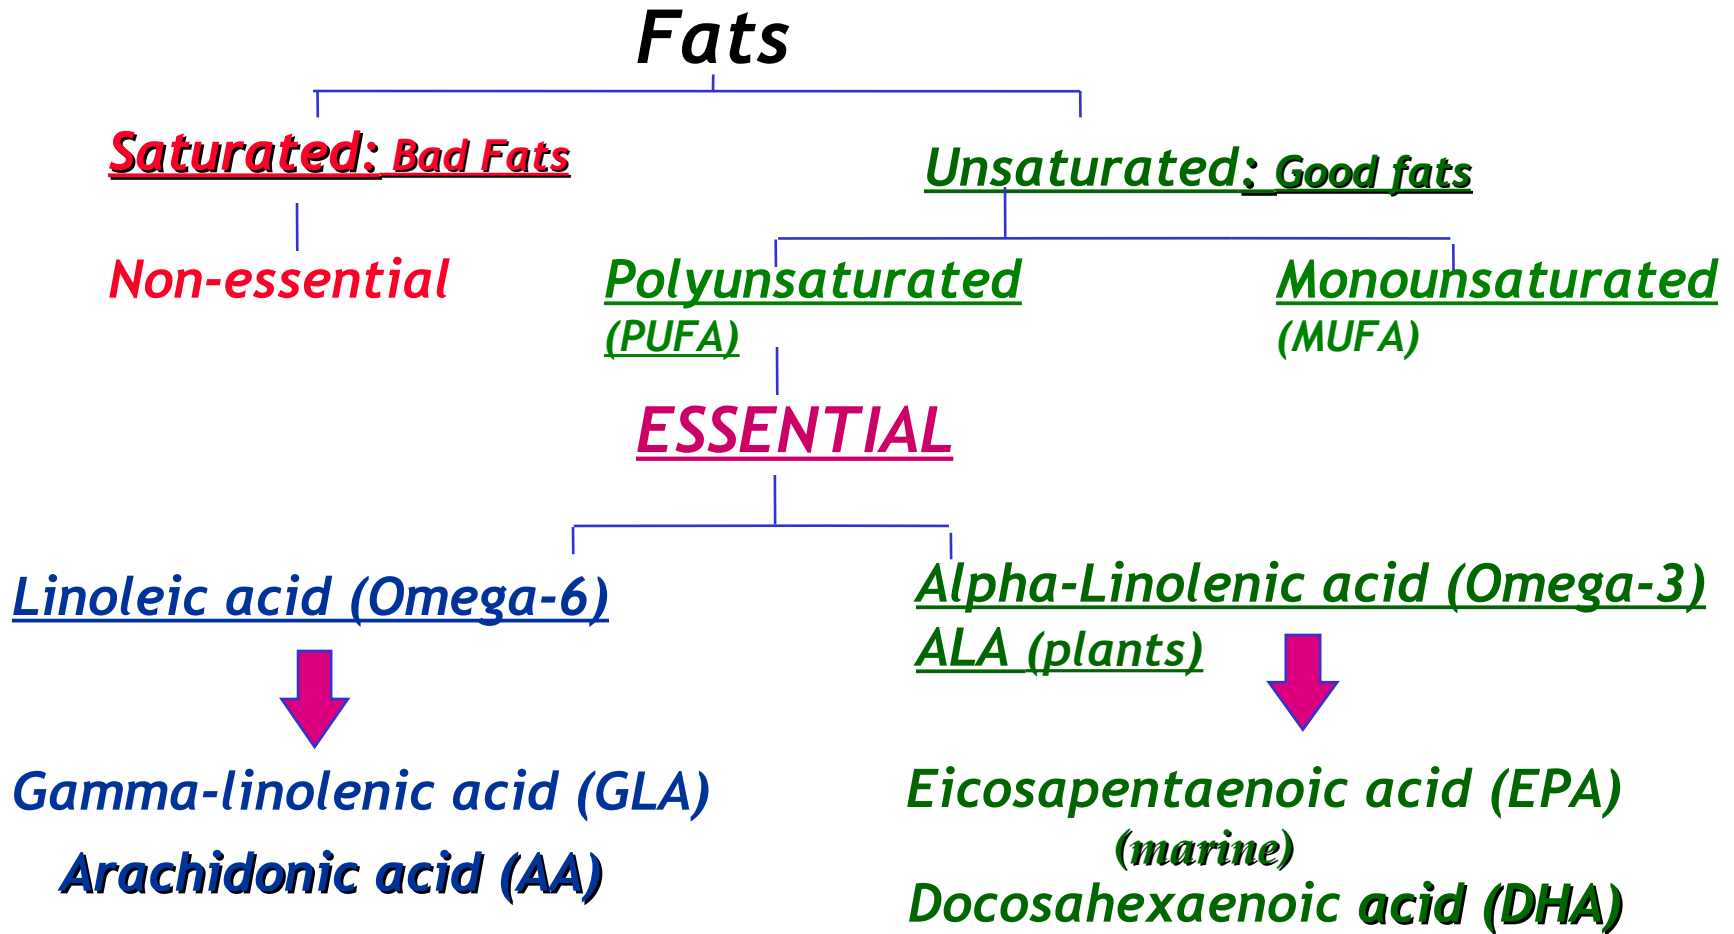 Fats
Saturated: Bad Fats
Unsaturated: Good fats
Non-essential
Polyunsaturated
(PUFA)
Monounsaturated
(MUFA)
ESSENTIAL
Linoleic acid (Omega-6)
Alpha-Linolenic acid (Omega-3)
ALA (plants)
Gamma-linolenic acid (GLA)
Arachidonic acid (AA)
Eicosapentaenoic acid (EPA)
(marine)
Docosahexaenoic acid (DHA)